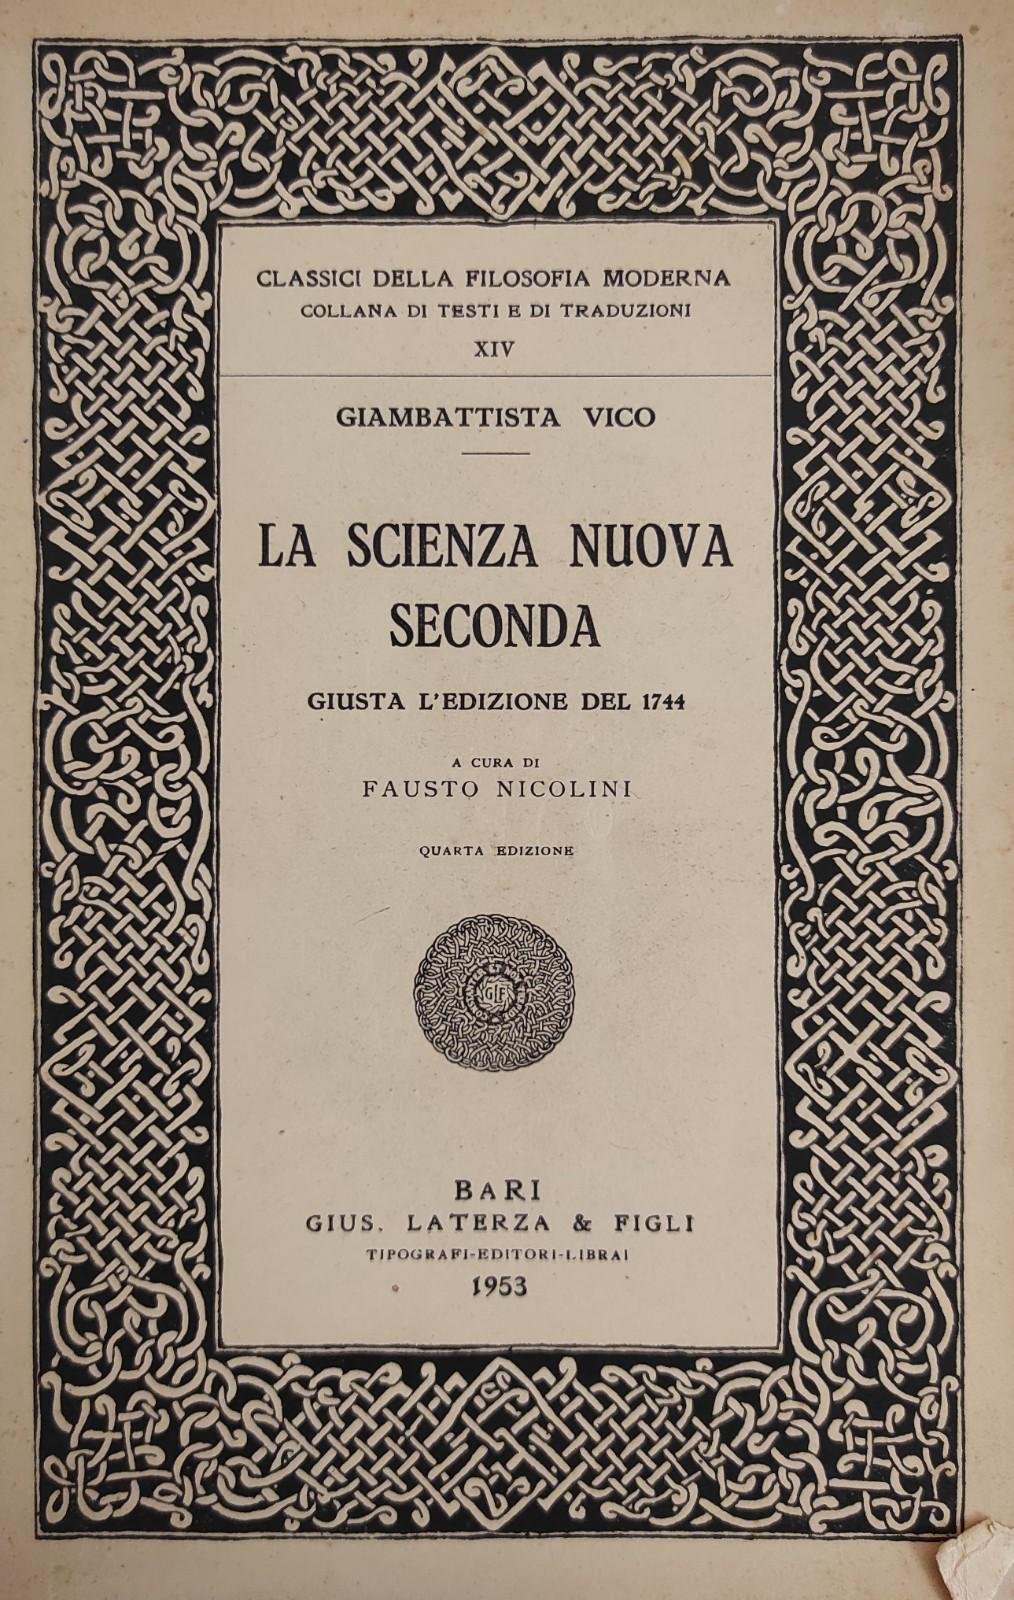 CLASSICI DELLA FILOSOFIA MODERNA
COLLANA DI TESTI E DI TRADUZIONI
XIV
GIAMBATTISTA VICO
LA SCIENZA NUOVA
SECONDA
GIUSTA L'EDIZIONE DEL 1744
A CURA DI
FAUSTO NICOLINI
QUARTA EDIZIONE
BARI
GIUS. LATERZA & FIGLI
TIPOGRAFI-EDITORI-LIBRAI
1953